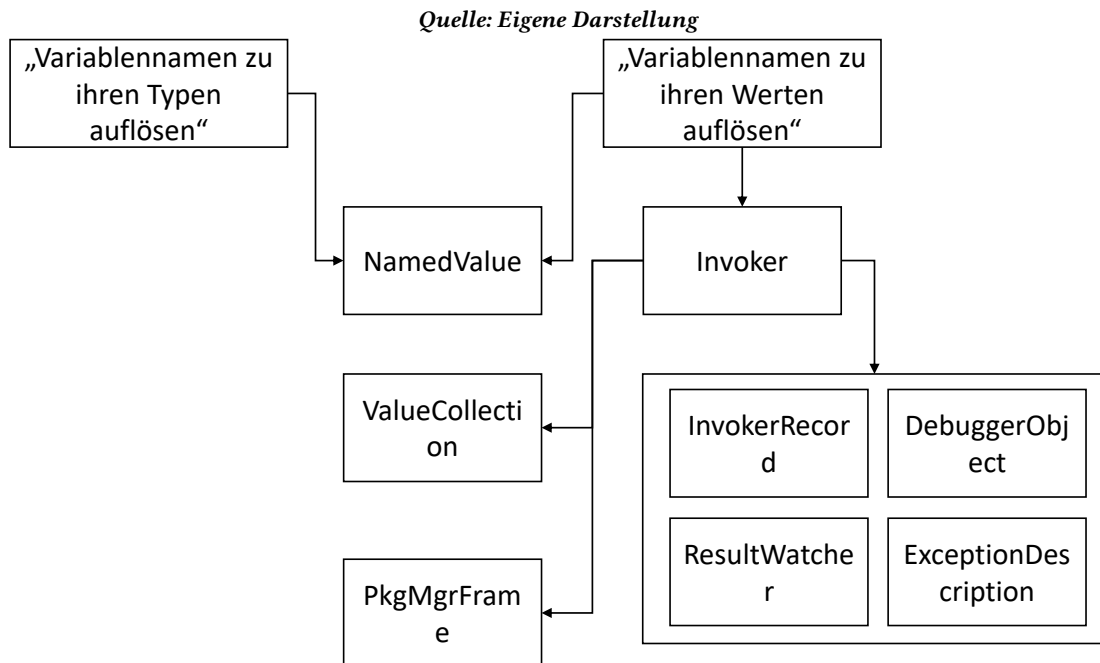 Quelle: Eigene Darstellung
„Variablennamen zu
ihren Typen
auflösen“
„Variablennamen zu
ihren Werten
auflösen“
NamedValue
Invoker
ValueCollecti
on
InvokerRecor
d
DebuggerObj
ect
ResultWatche
r
ExceptionDes
cription
PkgMgrFram
e